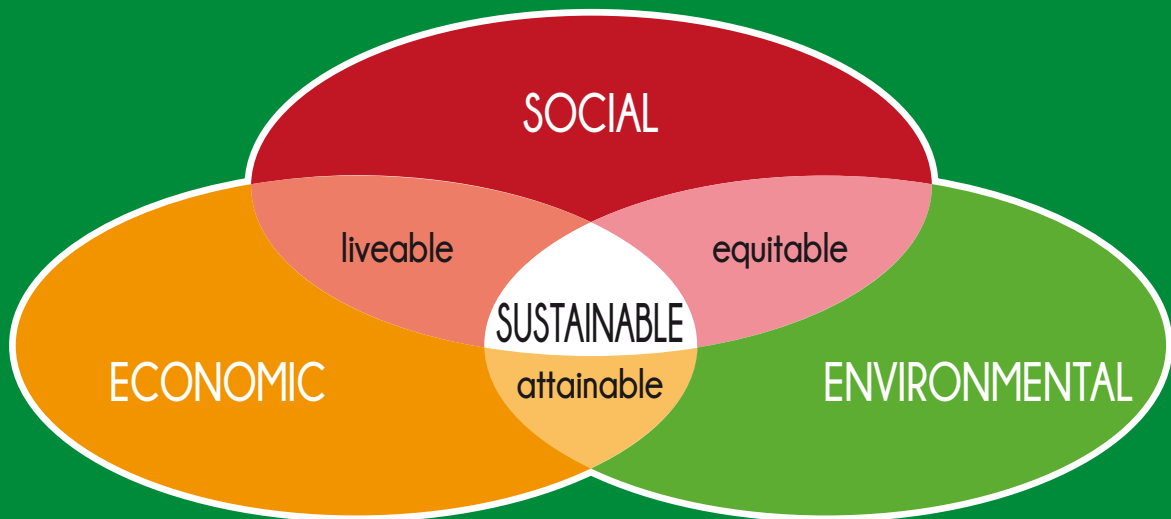 SOCIAL
liveable
equitable
SUSTAINABLE
ECONOMIC
attainable
ENVIRONMENTAL